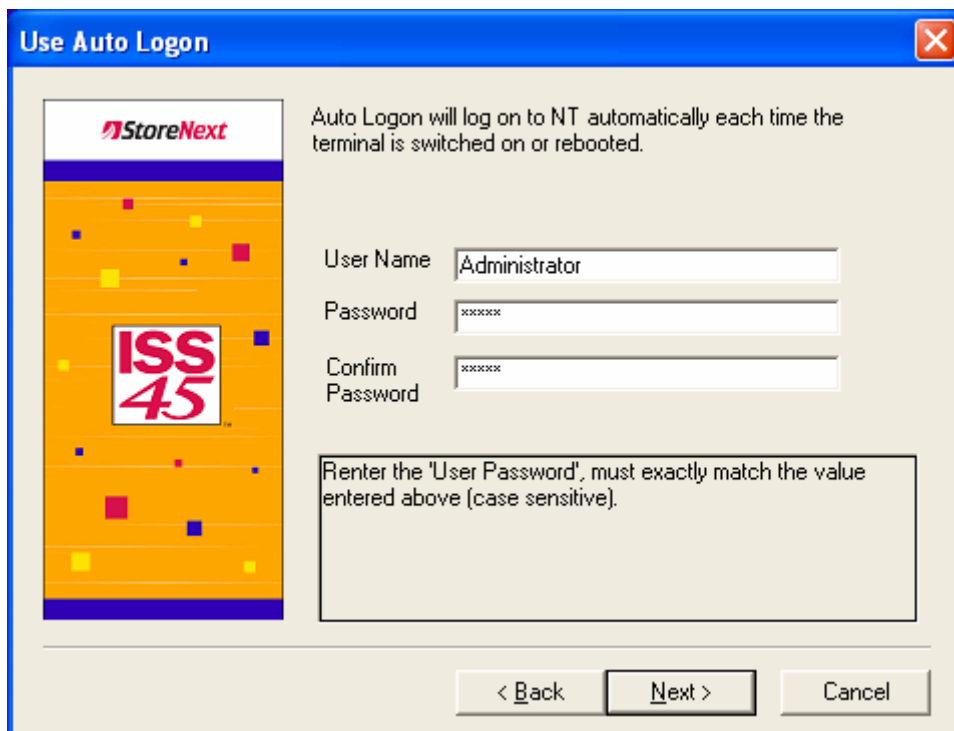 Use Auto Logon
StoreNext
Auto Logon will log on to NT automatically each time the
terminal is switched on or rebooted.
User Name
Administrator
Password
*****
Confirm
Password
*****
ISS
45
Renter the 'User Password', must exactly match the value
entered above (case sensitive).
< Back
Next >
Cancel